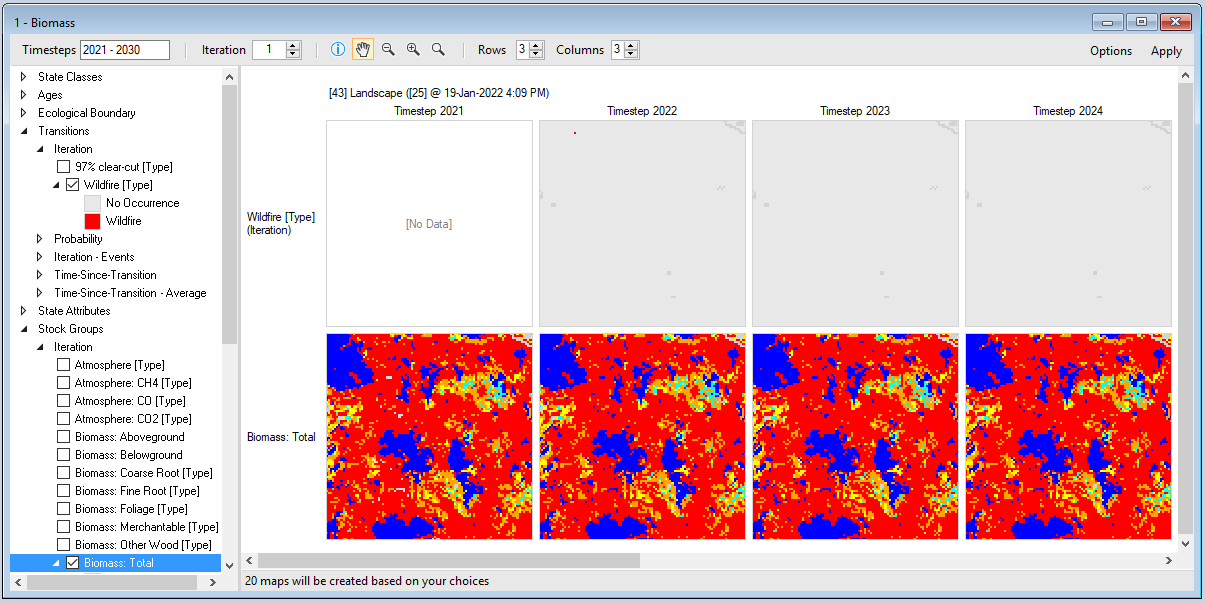 1 - Biomass
Timesteps 2021 - 2030 Iteration 1 Rows 3 Columns 3 Options Apply
State Classes
Ages
Ecological Boundary
Transitions
Iteration
97% clear-cut [Type]
Wildfire [Type]
No Occurrence
Wildfire
Probability
Iteration - Events
Time-Since-Transition
Time-Since-Transition - Average
State Attributes
Stock Groups
Iteration
Atmosphere [Type]
Atmosphere: CH4 [Type]
Atmosphere: CO [Type]
Atmosphere: CO2 [Type]
Biomass: Aboveground
Biomass: Belowground
Biomass: Coarse Root [Type]
Biomass: Fine Root [Type]
Biomass: Foliage [Type]
Biomass: Merchantable [Type]
Biomass: Other Wood [Type]
Biomass: Total
[43] Landscape ([25] @ 19-Jan-2022 4:09 PM)
Timestep 2021 Timestep 2022 Timestep 2023 Timestep 2024
Wildfire [Type]
(Iteration)
[No Data]
Biomass: Total
20 maps will be created based on your choices